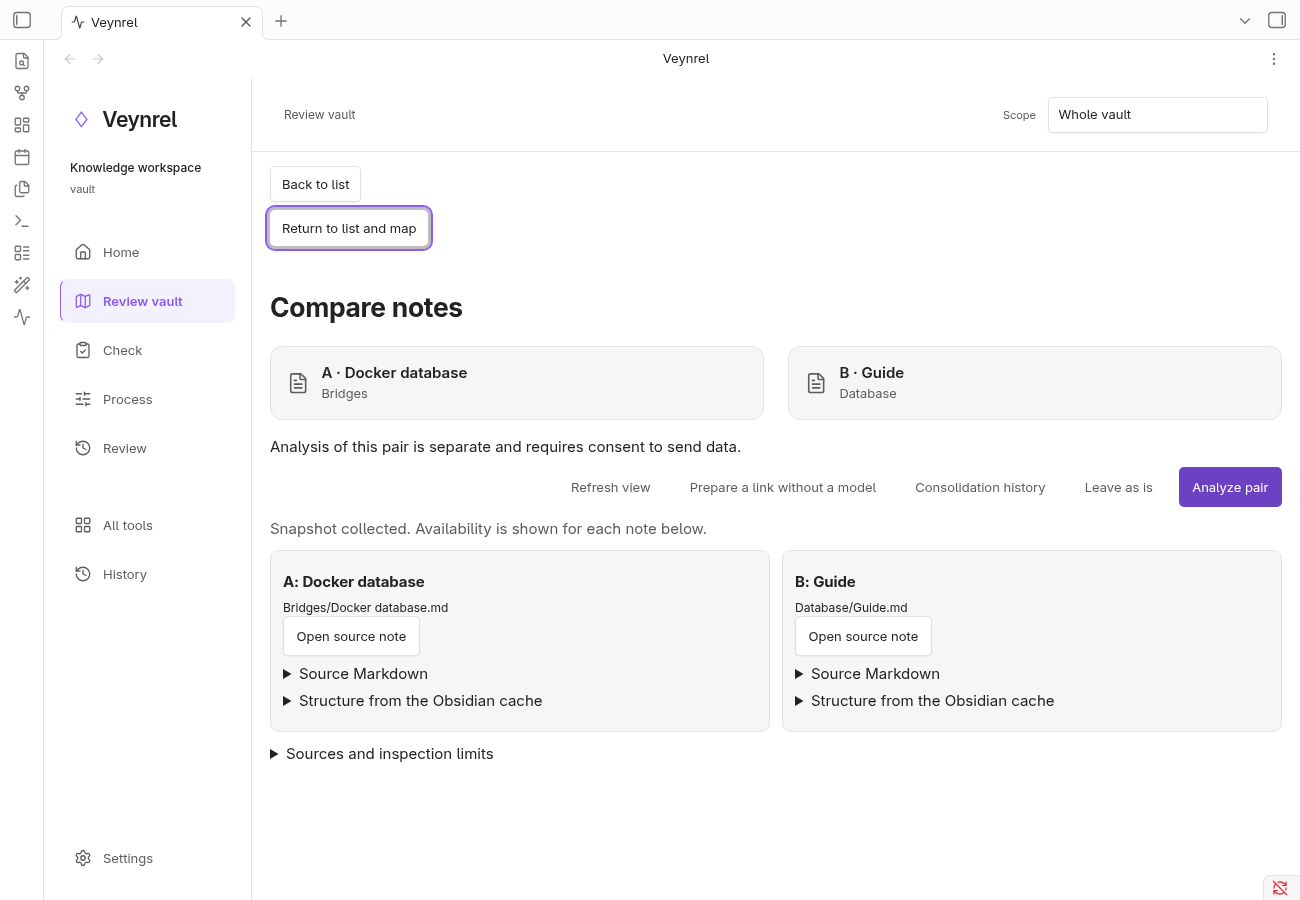 Veynrel
Veynrel
Veynrel
Review vault
Scope
Whole vault
Knowledge workspace
vault
Home
Review vault
Check
Process
Review
All tools
History
Settings
Back to list
Return to list and map
Compare notes
A · Docker database
Bridges
B · Guide
Database
Analysis of this pair is separate and requires consent to send data.
Refresh view
Prepare a link without a model
Consolidation history
Leave as is
Analyze pair
Snapshot collected. Availability is shown for each note below.
A: Docker database
Bridges/Docker database.md
Open source note
Source Markdown
Structure from the Obsidian cache
B: Guide
Database/Guide.md
Open source note
Source Markdown
Structure from the Obsidian cache
Sources and inspection limits